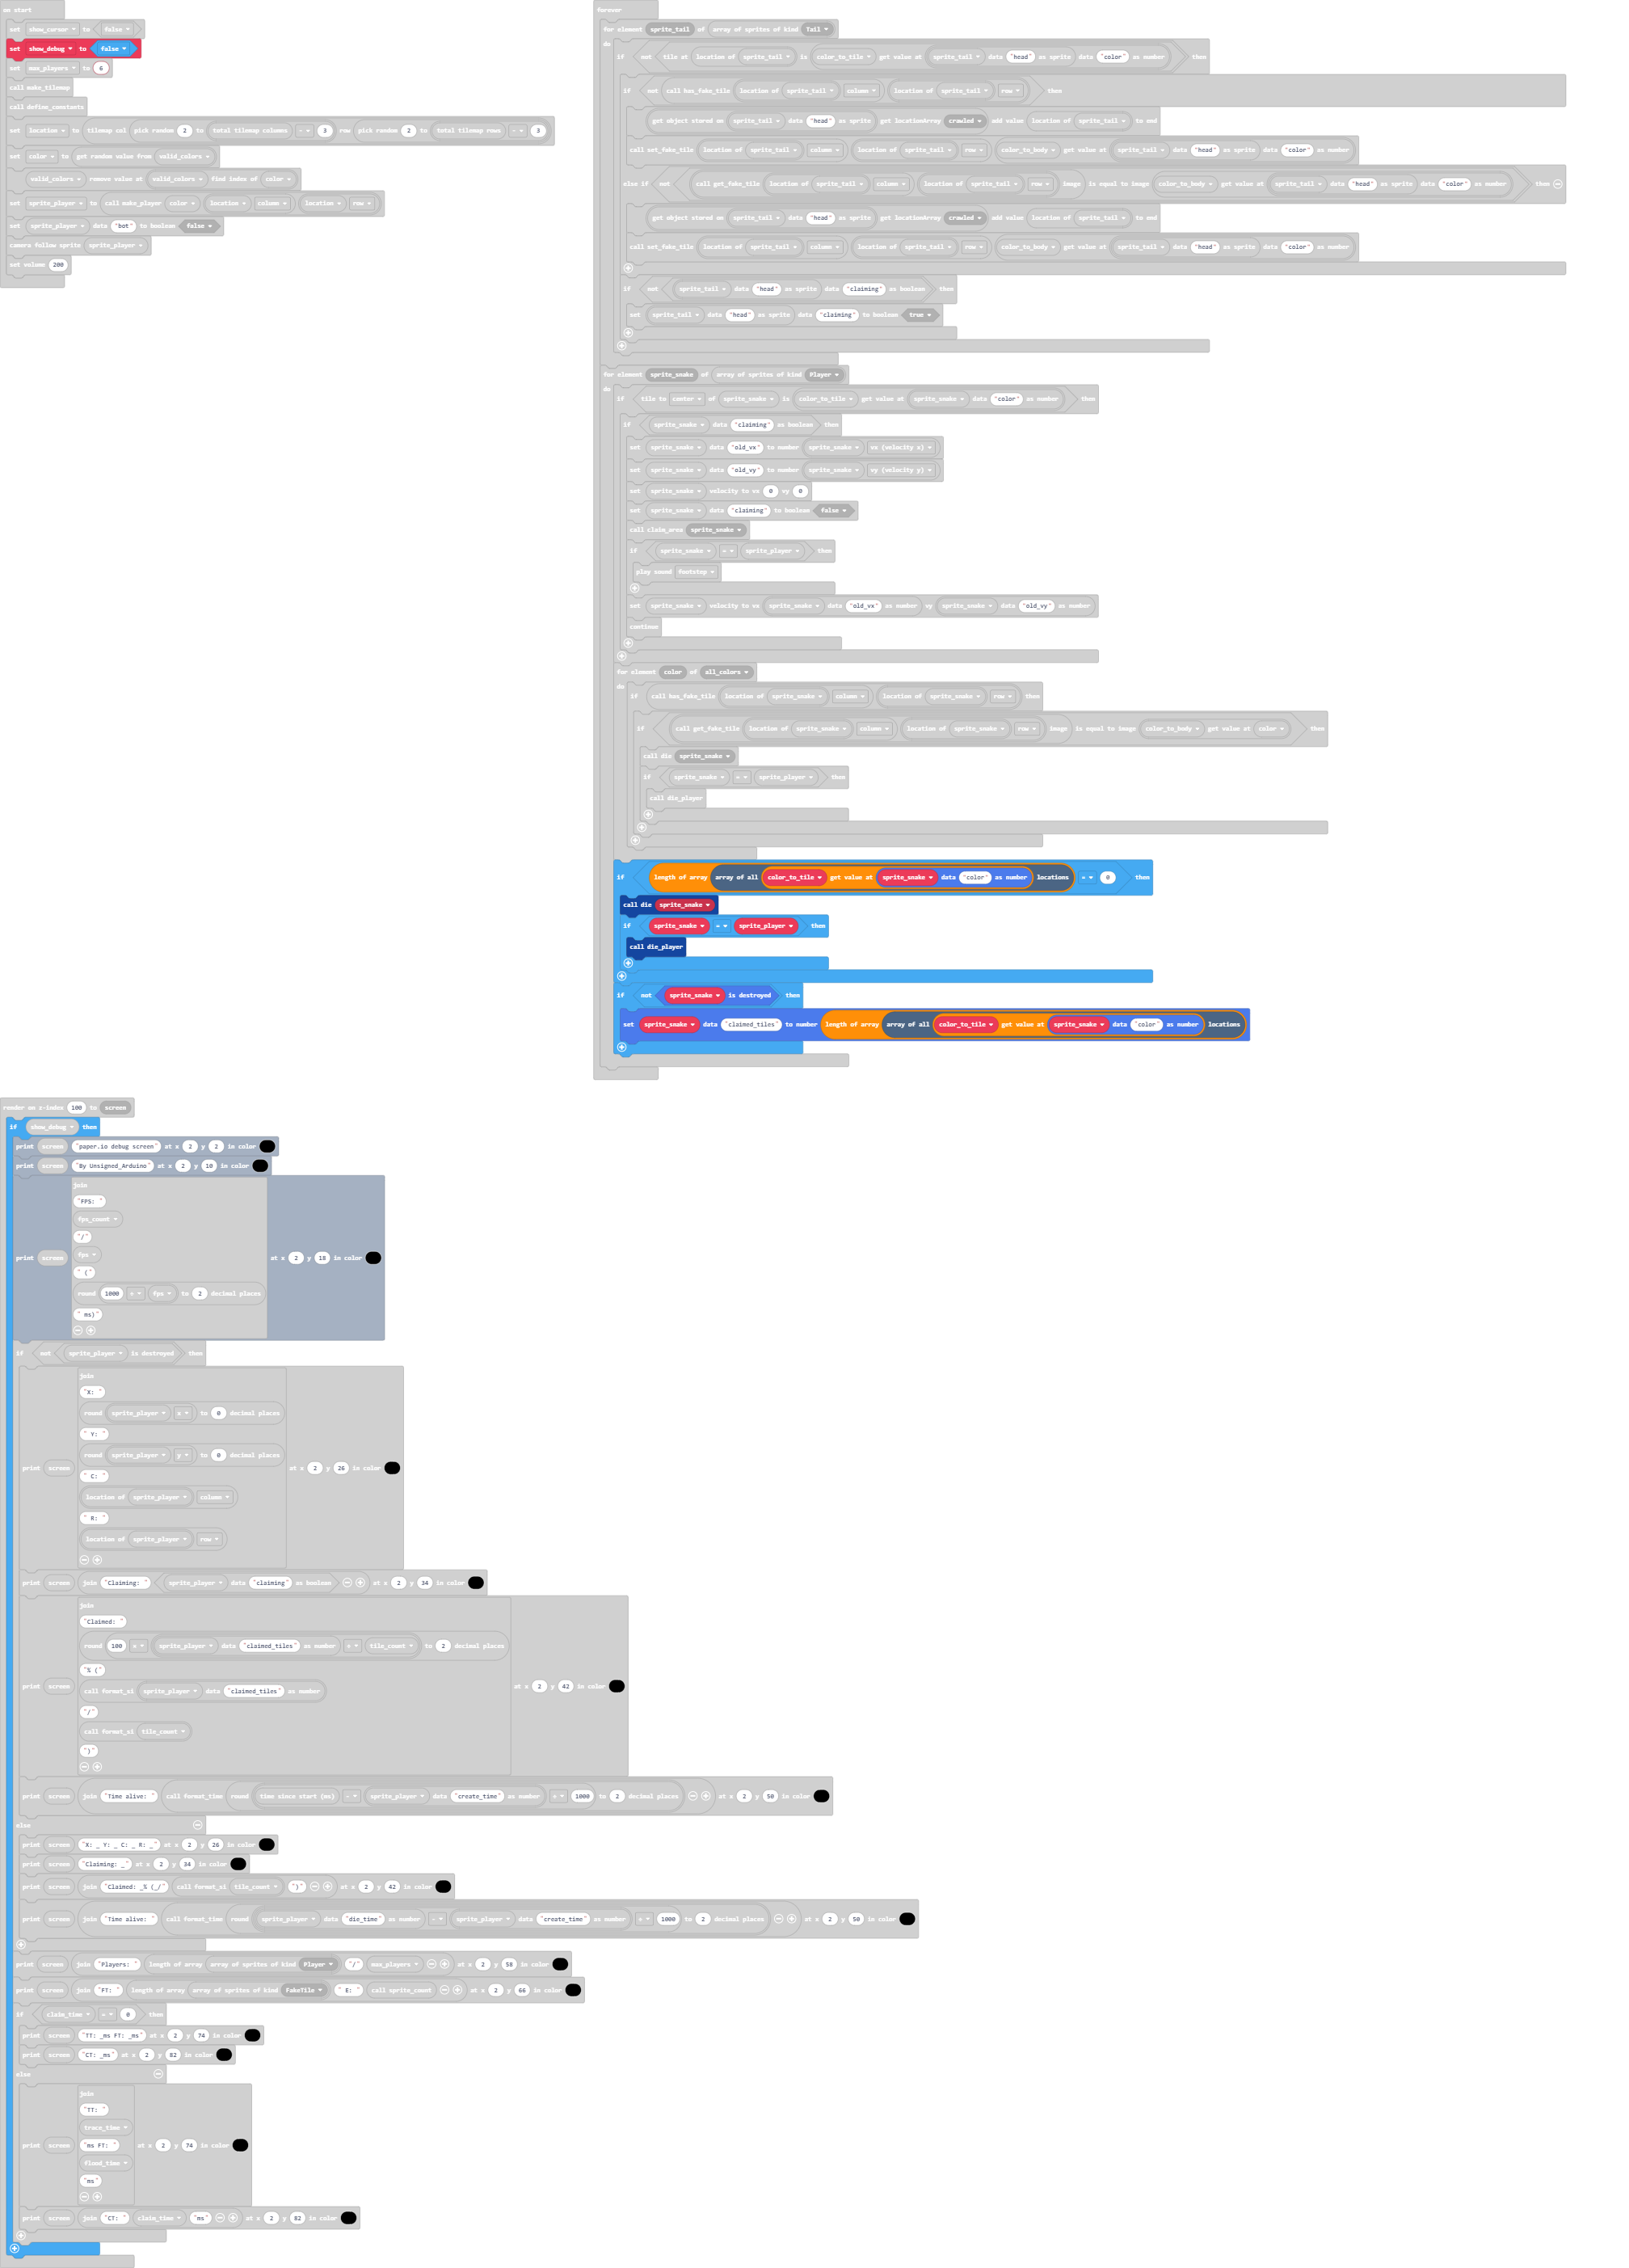 on start
set show_corner to false
set show_debug to false
set max_players to 6
call make_tilemap
call define_constants
set location to tilemap col pick random 2 to total tilemap columns - 3 row pick random 2 to total tilemap rows - 3
set color to get random value from valid_colors
valid_colors remove value at valid_colors find index of color
set sprite_player to call make_player color location column location row
set sprite_player data "bot" to boolean false
camera follow sprite sprite_player
set volume 200
forever
for element sprite_tail of array of sprites of kind Tail
do
if not tile at location of sprite_tail is color_to_tile get value at sprite_tail data "head" as sprite data "color" as number then
if not call has_fake_tile location of sprite_tail column location of sprite_tail row then
get object stored on sprite_tail data "head" as sprite get locationArray crawled add value location of sprite_tail to end
call set_fake_tile location of sprite_tail column location of sprite_tail row color_to_body get value at sprite_tail data "head" as sprite data "color" as number
else if not call get_fake_tile location of sprite_tail column location of sprite_tail row image is equal to image color_to_body get value at sprite_tail data "head" as sprite data "color" as number then
get object stored on sprite_tail data "head" as sprite get locationArray crawled add value location of sprite_tail to end
call set_fake_tile location of sprite_tail column location of sprite_tail row color_to_body get value at sprite_tail data "head" as sprite data "color" as number
if not sprite_tail data "head" as sprite data "claiming" as boolean then
set sprite_tail data "head" as sprite data "claiming" to boolean true
for element sprite_snake of array of sprites of kind Player
do
if tile to center of sprite_snake is color_to_tile get value at sprite_snake data "color" as number then
if sprite_snake data "claiming" as boolean then
set sprite_snake data "old_vx" to number sprite_snake vx (velocity x)
set sprite_snake data "old_vy" to number sprite_snake vy (velocity y)
set sprite_snake velocity to vx 0 vy 0
set sprite_snake data "claiming" to boolean false
call claim_area sprite_snake
if sprite_snake = sprite_player then
play sound footstep
set sprite_snake velocity to vx sprite_snake data "old_vx" as number vy sprite_snake data "old_vy" as number
continue
for element color of all_colors
do
if call has_fake_tile location of sprite_snake column location of sprite_snake row then
if call get_fake_tile location of sprite_snake column location of sprite_snake row image is equal to image color_to_body get value at color then
call die sprite_snake
if sprite_snake = sprite_player then
call die_player
if length of array array of all color_to_tile get value at sprite_snake data "color" as number locations = 0 then
call die sprite_snake
if sprite_snake = sprite_player then
call die_player
if not sprite_snake is destroyed then
set sprite_snake data "claimed_tiles" to number length of array array of all color_to_tile get value at sprite_snake data "color" as number locations
render on z-index 100 to screen
if show_debug then
print screen "paper.io debug screen" at x 2 y 2 in color
print screen "By Unsigned_Arduino" at x 2 y 10 in color
join
"FPS: "
fps_count
"/"
fps
" ("
print screen at x 2 y 18 in color
round 1000 ÷ fps to 2 decimal places
" ms)"
if not sprite_player is destroyed then
join
"X: "
round sprite_player x to 0 decimal places
" Y: "
round sprite_player y to 0 decimal places
print screen at x 2 y 26 in color
" C: "
location of sprite_player column
" R: "
location of sprite_player row
print screen join "Claiming: " sprite_player data "claiming" as boolean at x 2 y 34 in color
join
"Claimed: "
round 100 × sprite_player data "claimed_tiles" as number ÷ tile_count to 2 decimal places
"% ("
print screen at x 2 y 42 in color
call format_si sprite_player data "claimed_tiles" as number
"/"
call format_si tile_count
")"
print screen join "Time alive: " call format_time round time since start (ms) - sprite_player data "create_time" as number ÷ 1000 to 2 decimal places at x 2 y 50 in color
else
print screen "X: _ Y: _ C: _ R: _" at x 2 y 26 in color
print screen "Claiming: _" at x 2 y 34 in color
print screen join "Claimed: _% (_/" call format_si tile_count ")" at x 2 y 42 in color
print screen join "Time alive: " call format_time round sprite_player data "die_time" as number - sprite_player data "create_time" as number ÷ 1000 to 2 decimal places at x 2 y 50 in color
print screen join "Players: " length of array array of sprites of kind Player "/" max_players at x 2 y 58 in color
print screen join "FT: " length of array array of sprites of kind FakeTile " E: " call sprite_count at x 2 y 66 in color
if claim_time = 0 then
print screen "TT: _ms FT: _ms" at x 2 y 74 in color
print screen "CT: _ms" at x 2 y 82 in color
else
join
"TT: "
trace_time
print screen "ms FT: " at x 2 y 74 in color
flood_time
"ms"
print screen join "CT: " claim_time "ms" at x 2 y 82 in color